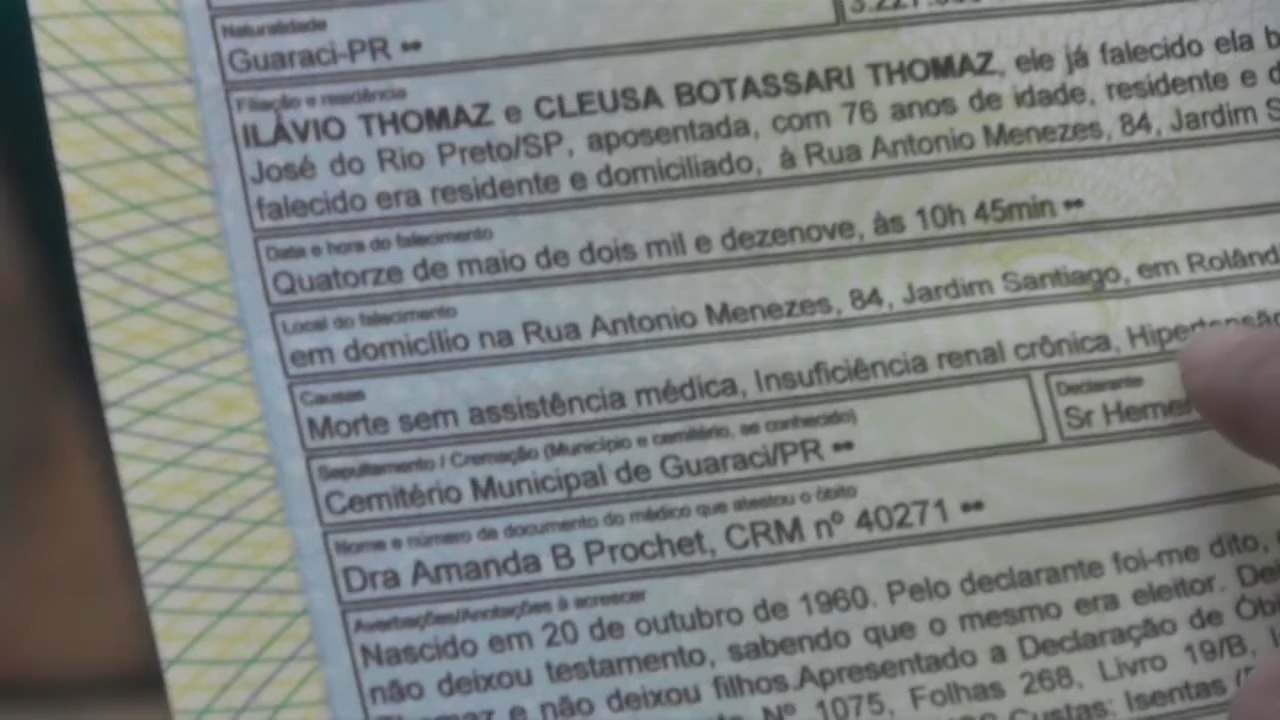 Naturalidade
Guaraci-PR **
Filiação e residência
ILÁVIO THOMAZ e CLEUSA BOTASSARI THOMAZ, ele já falecido ela
José do Rio Preto/SP, aposentada, com 76 anos de idade, residente e
falecido era residente e domiciliado, à Rua Antonio Menezes, 84, Jardim
Data e hora do falecimento
Quatorze de maio de dois mil e dezenove, às 10h 45min **
Local do falecimento
em domicílio na Rua Antonio Menezes, 84, Jardim Santiago, em Rolând
Causas
Morte sem assistência médica, Insuficiência renal crônica,
Declarante
Sr
Sepultamento / Cremação (Município e cemitério, se conhecido)
Cemitério Municipal de Guaraci/PR **
Nome e número de documento do médico que atestou o óbito
Dra Amanda B Prochet, CRM nº 40271 **
Averbações/Anotações à acrescer
Nascido em 20 de outubro de 1960. Pelo declarante foi-me dito,
não deixou testamento, sabendo que o mesmo era eleitor.
Thomaz e não deixou filhos.Apresentado a Declaração de
Nº 1075, Folhas 268, Livro 19/B,
Custas: Isentas